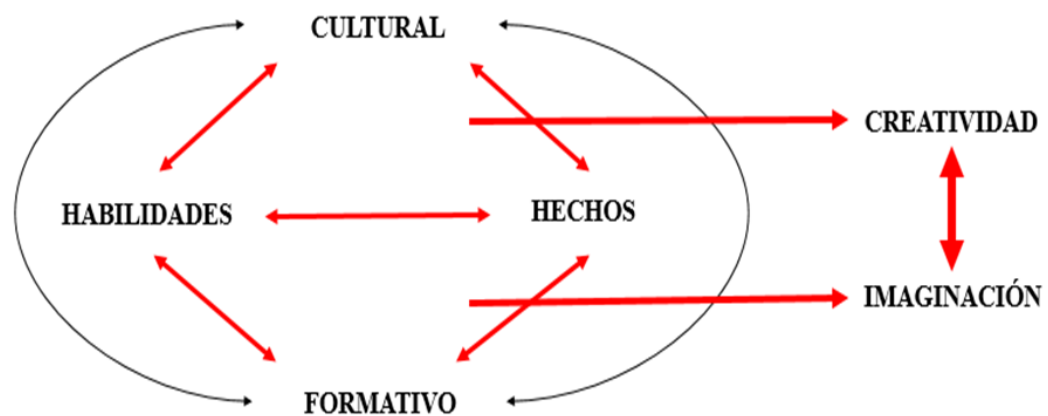 CULTURAL
CREATIVIDAD
HABILIDADES
HECHOS
IMAGINACIÓN
FORMATIVO